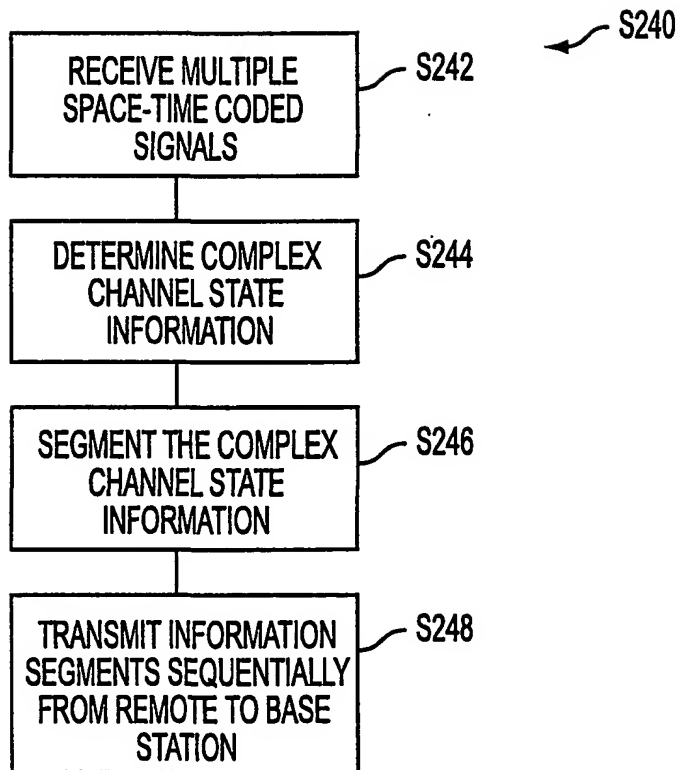 S240
RECEIVE MULTIPLE
SPACE-TIME CODED
SIGNALS
S242
DETERMINE COMPLEX
CHANNEL STATE
INFORMATION
S244
SEGMENT THE COMPLEX
CHANNEL STATE
INFORMATION
S246
TRANSMIT INFORMATION
SEGMENTS SEQUENTIALLY
FROM REMOTE TO BASE
STATION
S248